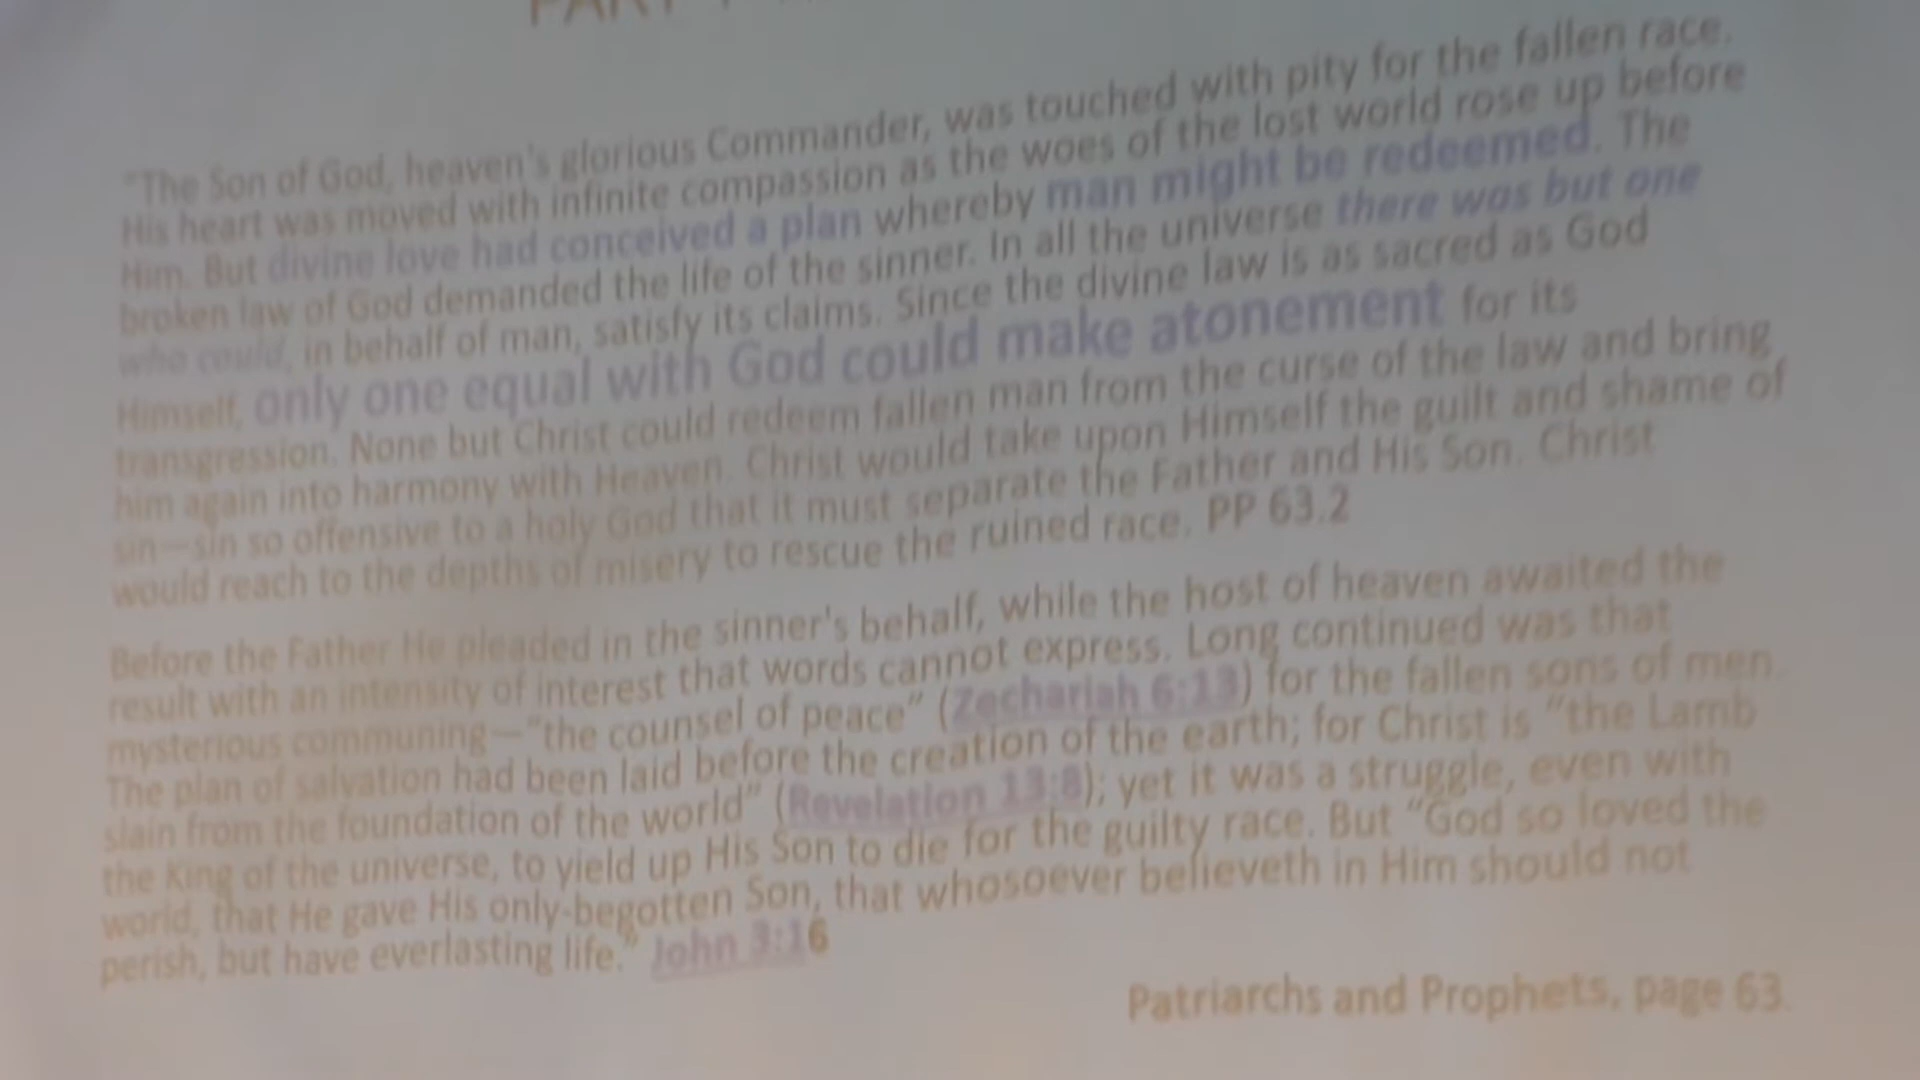 PART
"The Son of God, heaven's glorious Commander, was touched with pity for the fallen race.
His heart was moved with infinite compassion as the woes of the lost world rose up before
Him. But divine love had conceived a plan whereby man might be redeemed. The
broken law of God demanded the life of the sinner. In all the universe there was but one
who could, in behalf of man, satisfy its claims. Since the divine law is as sacred as God
Himself, only one equal with God could make atonement for its
transgression. None but Christ could redeem fallen man from the curse of the law and bring
him again into harmony with Heaven. Christ would take upon Himself the guilt and shame of
sin—sin so offensive to a holy God that it must separate the Father and His Son. Christ
would reach to the depths of misery to rescue the ruined race. PP 63.2
Before the Father He pleaded in the sinner's behalf, while the host of heaven awaited the
result with an intensity of interest that words cannot express. Long continued was that
mysterious communing—"the counsel of peace" (Zechariah 6:13) for the fallen sons of men.
The plan of salvation had been laid before the creation of the earth; for Christ is "the Lamb
slain from the foundation of the world" (Revelation 13:8); yet it was a struggle, even with
the King of the universe, to yield up His Son to die for the guilty race. But "God so loved the
world, that He gave His only-begotten Son, that whosoever believeth in Him should not
perish, but have everlasting life." John 3:16
Patriarchs and Prophets, page 63.